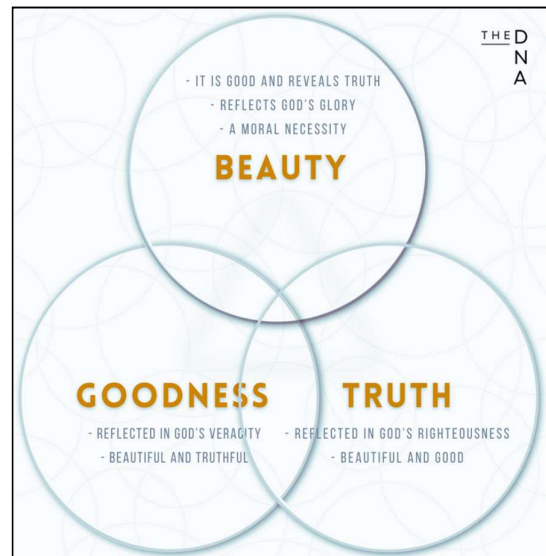 THE DNA
- IT IS GOOD AND REVEALS TRUTH
- REFLECTS GOD'S GLORY
- A MORAL NECESSITY
BEAUTY
GOODNESS
- REFLECTED IN GOD'S VERACITY
- BEAUTIFUL AND TRUTHFUL
TRUTH
- REFLECTED IN GOD'S RIGHTEOUSNESS
- BEAUTIFUL AND GOOD